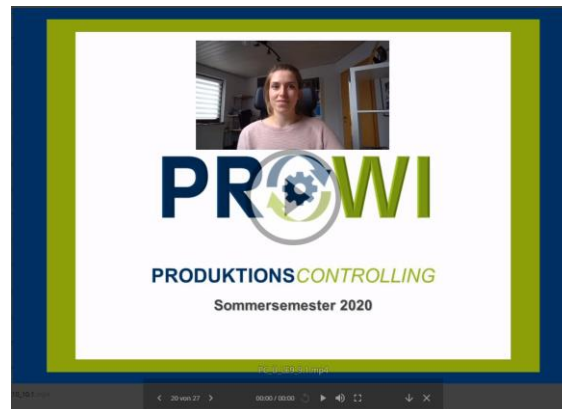 PROWI
PRODUKTIONSCONTROLLING
Sommersemester 2020
20 von 27
00:00 / 00:00